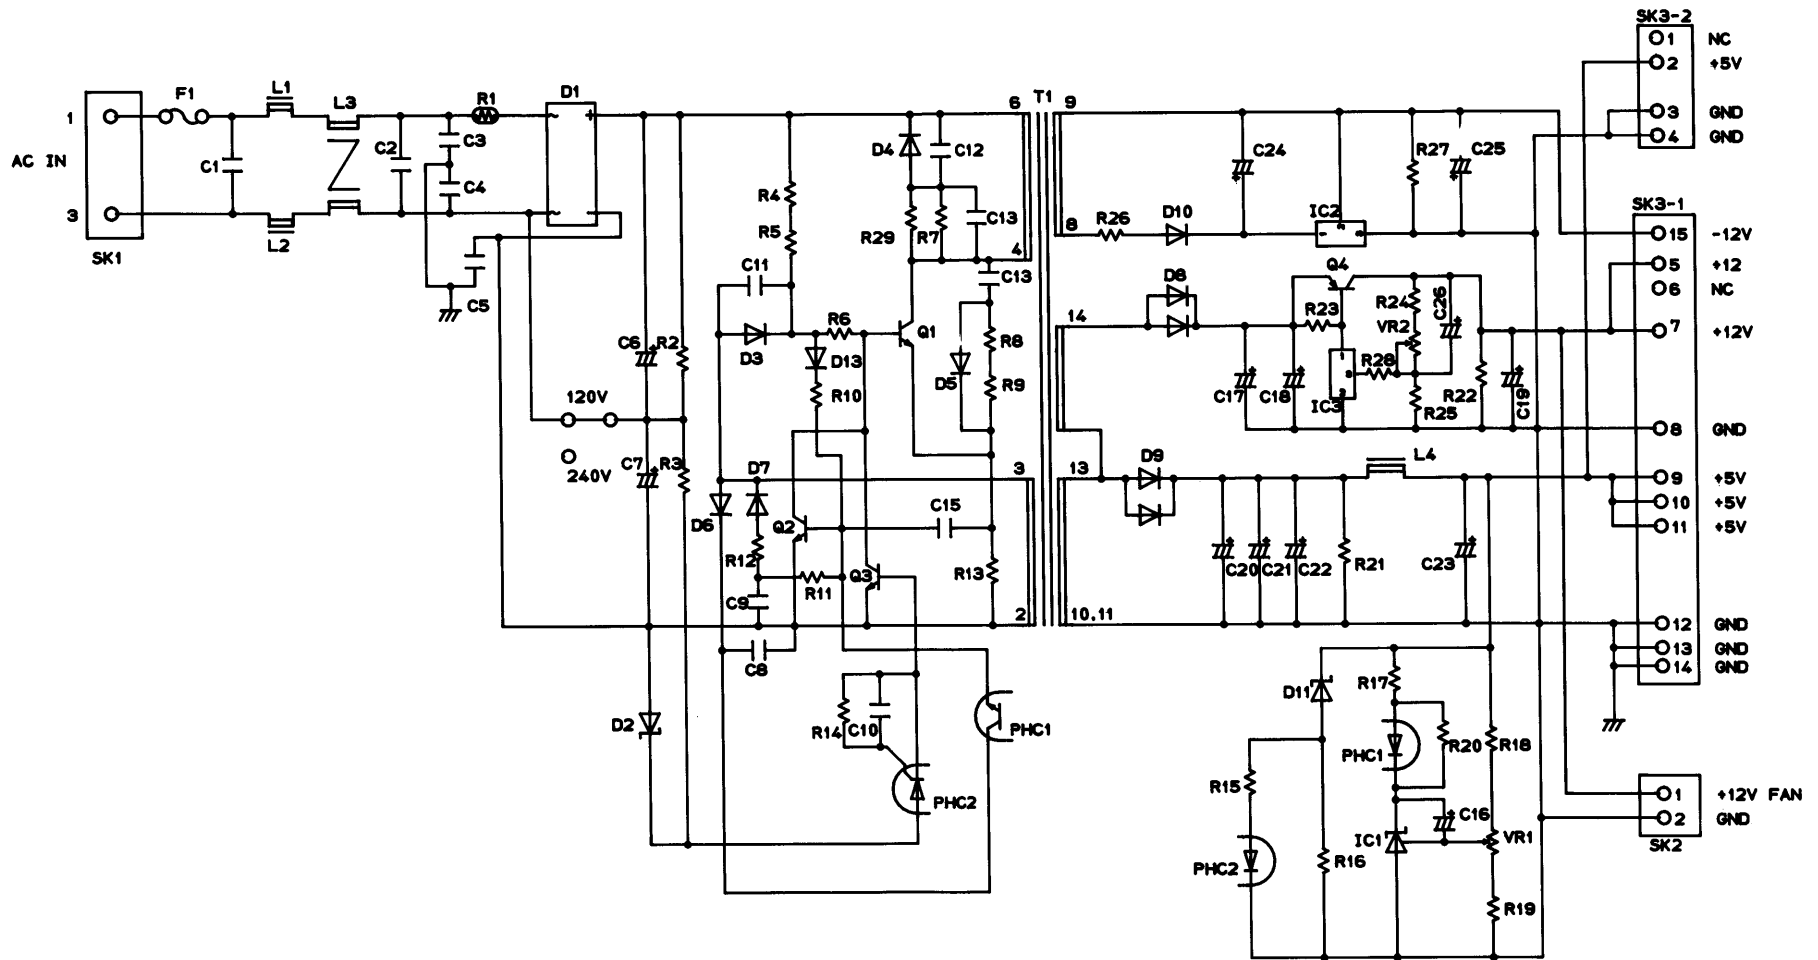 SK3-2
1 NC
2 +5V
3 GND
4 GND
F1
L1
L3
R1
D1
T1
6
9
1
AC IN
C1
C2
C3
C4
3
L2
SK1
C5
D4
C12
R4
R5
R29
R7
C13
4
C13
C11
C24
R27
C25
8
R26
D10
IC2
SK3-1
15 -12V
5 +12
6 NC
7 +12V
8 GND
9 +5V
10 +5V
11 +5V
12 GND
13 GND
14 GND
C6
R2
120V
240V
C7
R3
D3
R6
D13
R10
Q1
D5
R8
R9
14
D8
Q4
R23
R24
C26
VR2
R28
C17
C18
IC3
R25
R22
C19
3
13
D9
L4
D7
D6
Q2
C15
R12
R11
Q3
R13
C9
2
10.11
C20
C21
C22
R21
C23
C8
D2
R14
C10
PHC1
PHC2
D11
R17
PHC1
R20
R18
R15
PHC2
R16
IC1
C16
VR1
R19
1 +12V FAN
2 GND
SK2